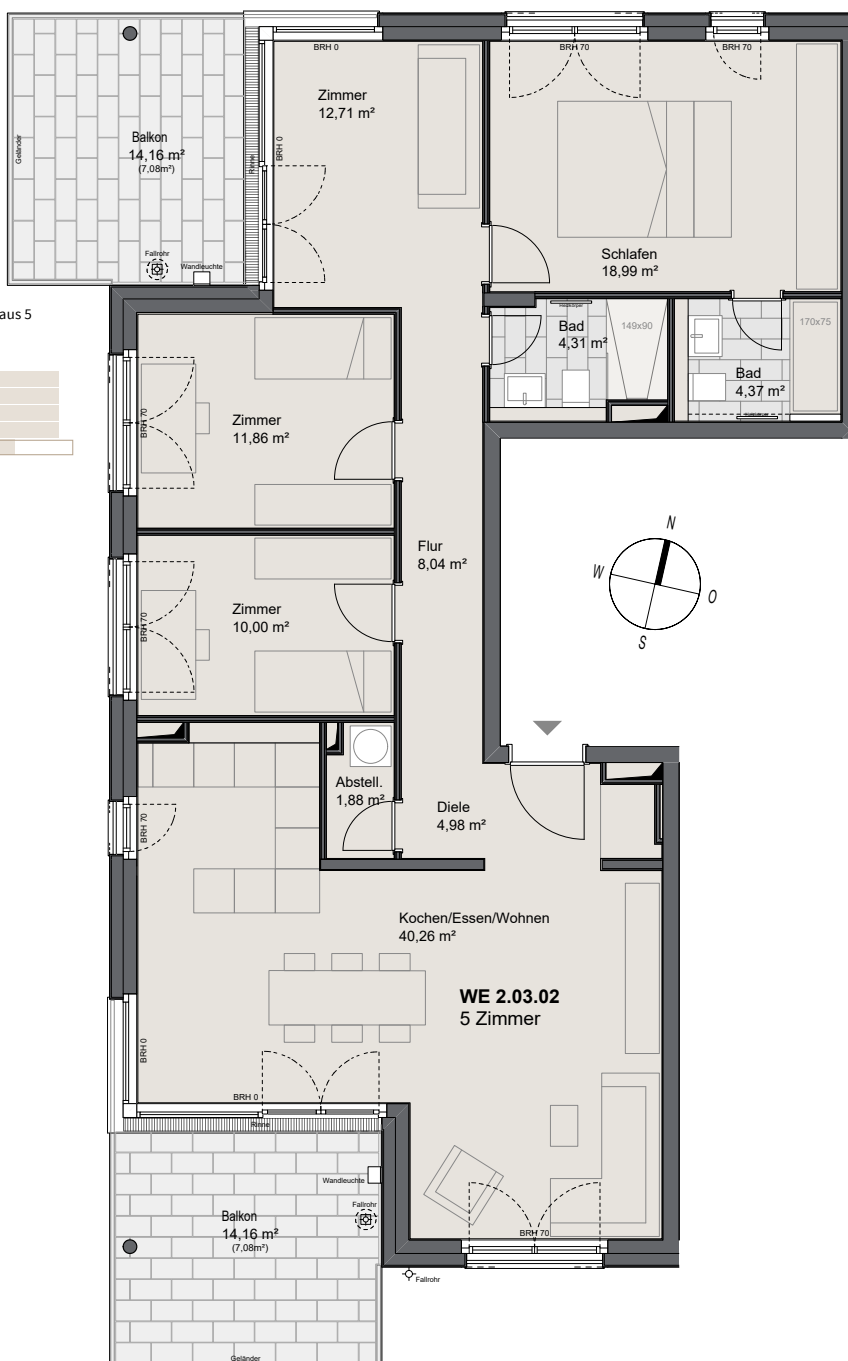 BRH 0
BRH 70
BRH 70
Zimmer
12,71 m²
Geländer
Balkon
14,16 m²
(7,08m²)
BRH 0
Rinne
Fallrohr
Wandleuchte
Schlafen
18,99 m²
aus 5
Bad
4,31 m²
149x90
170x75
Bad
4,37 m²
BRH 70
Zimmer
11,86 m²
Flur
8,04 m²
N
W
O
S
BRH 70
Zimmer
10,00 m²
Abstell.
1,88 m²
Diele
4,98 m²
BRH 70
Kochen/Essen/Wohnen
40,26 m²
WE 2.03.02
5 Zimmer
BRH 0
BRH 0
Rinne
Wandleuchte
Fallrohr
Balkon
14,16 m²
(7,08m²)
BRH 70
Fallrohr
Geländer